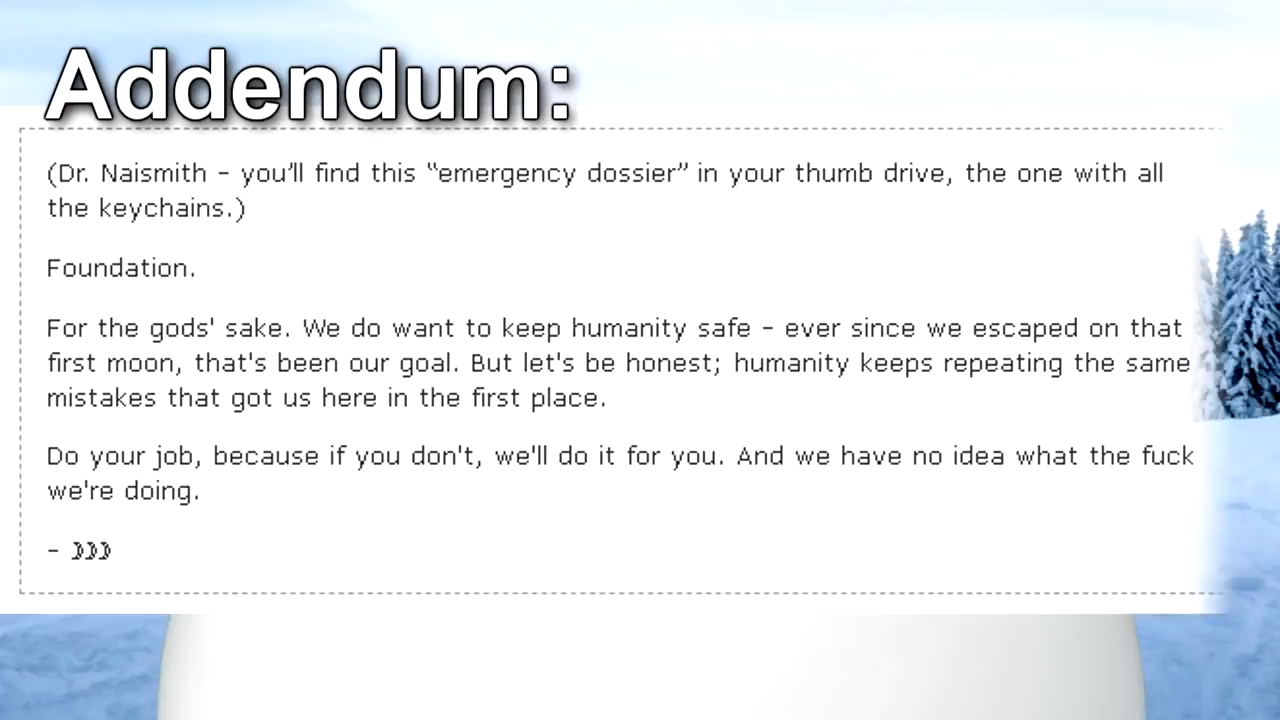 Addendum:
(Dr. Naismith – you’ll find this “emergency dossier” in your thumb drive, the one with all
the keychains.)
Foundation.
For the gods' sake. We do want to keep humanity safe – ever since we escaped on that
first moon, that's been our goal. But let's be honest; humanity keeps repeating the same
mistakes that got us here in the first place.
Do your job, because if you don't, we'll do it for you. And we have no idea what the fuck
we're doing.
– ☽☽☽